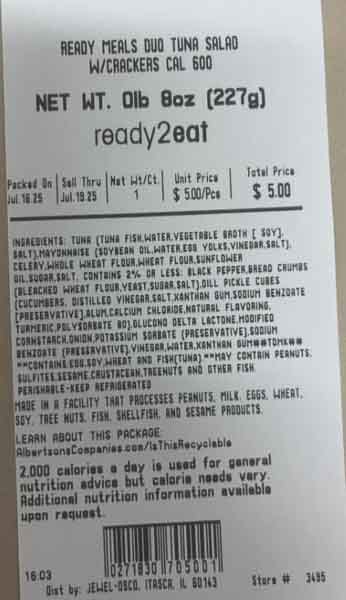 READY MEALS DUO TUNA SALAD
W/CRACKERS CAL 600
NET WT. 0lb 8oz (227g)
ready2eat
Packed On Sell Thru Net Wt/Ct. Unit Price Total Price
Jul.16.25 Jul.19.25 1 $ 5.00/Pcs $ 5.00
INGREDIENTS: TUNA (TUNA FISH,WATER,VEGETABLE BROTH [ SOY],
SALT),MAYONNAISE (SOYBEAN OIL,WATER,EGG YOLKS,VINEGAR,SALT),
CELERY,WHOLE WHEAT FLOUR,WHEAT FLOUR,SUNFLOWER
OIL,SUGAR,SALT, CONTAINS 2% OR LESS: BLACK PEPPER,BREAD CRUMBS
(BLEACHED WHEAT FLOUR,YEAST,SUGAR,SALT),DILL PICKLE CUBES
(CUCUMBERS, DISTILLED VINEGAR,SALT,XANTHAN GUM,SODIUM BENZOATE
[PRESERVATIVE],ALUM,CALCIUM CHLORIDE,NATURAL FLAVORING,
TURMERIC,POLYSORBATE 80),GLUCONO DELTA LACTONE,MODIFIED
CORNSTARCH,ONION,POTASSIUM SORBATE (PRESERVATIVE),SODIUM
BENZOATE (PRESERVATIVE),VINEGAR,WATER,XANTHAN GUM**TOMX**
**CONTAINS EGG,SOY,WHEAT AND FISH(TUNA).**MAY CONTAIN PEANUTS,
SULFITES,SESAME,CRUSTACEAN,TREENUTS AND OTHER FISH.
PERISHABLE-KEEP REFRIGERATED
MADE IN A FACILITY THAT PROCESSES PEANUTS, MILK, EGGS, WHEAT,
SOY, TREE NUTS, FISH, SHELLFISH, AND SESAME PRODUCTS.
LEARN ABOUT THIS PACKAGE:
AlbertsonsCompanies.com/IsThisRecyclable
2,000 calories a day is used for general
nutrition advice but calorie needs vary.
Additional nutrition information available
upon request.
0 271830 705001
16:03
Dist by: JEWEL-OSCO, ITASCA, IL 60143 Store # 3495